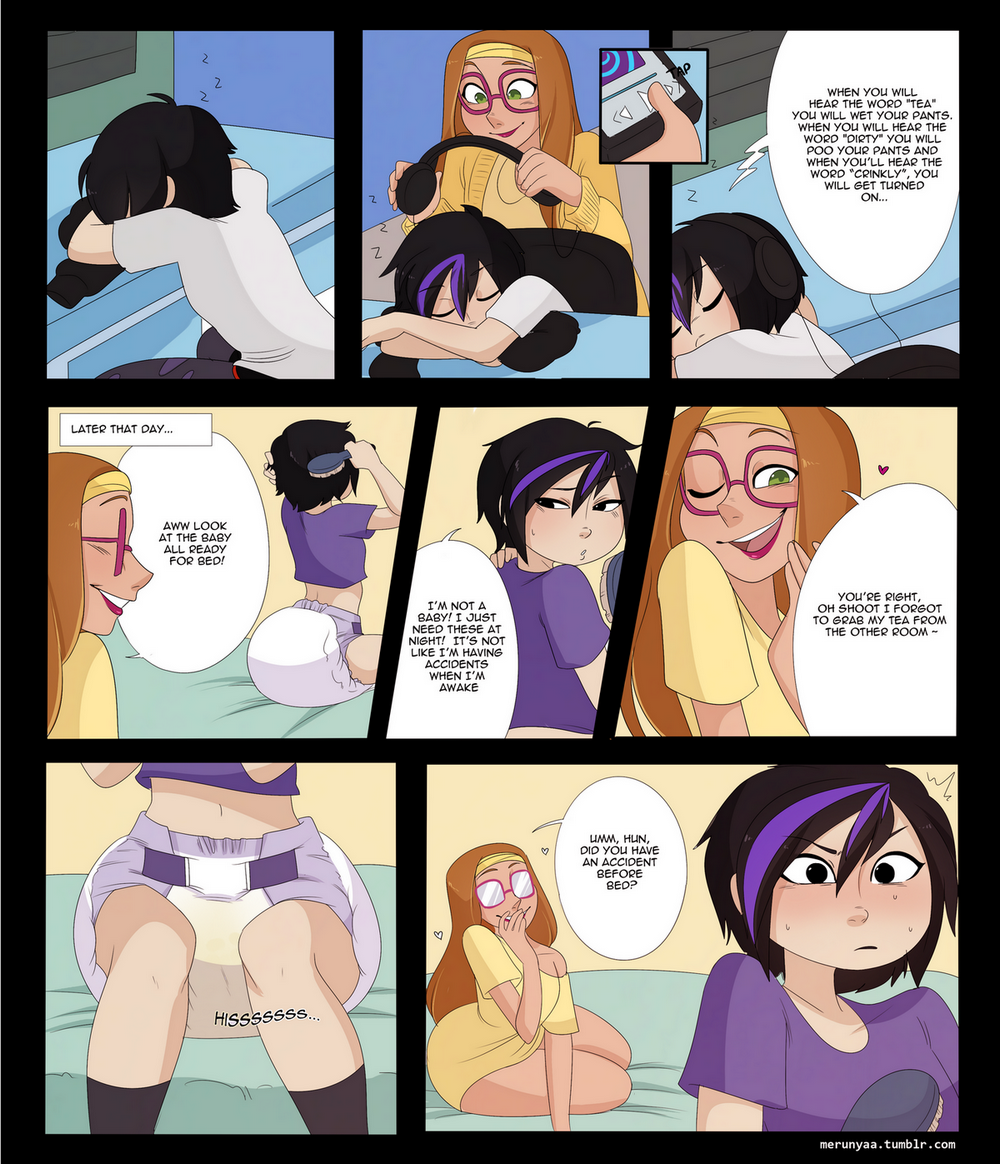 Z
Z
Z
Z
Z
Z
Z
TAP
Z
Z
WHEN YOU WILL
HEAR THE WORD "TEA"
YOU WILL WET YOUR PANTS.
WHEN YOU WILL HEAR THE
WORD "DIRTY" YOU WILL
POO YOUR PANTS AND
WHEN YOU'LL HEAR THE
WORD "CRINKLY", YOU
WILL GET TURNED
ON...
LATER THAT DAY...
AWW LOOK
AT THE BABY
ALL READY
FOR BED!
I'M NOT A
BABY! I JUST
NEED THESE AT
NIGHT! IT'S NOT
LIKE I'M HAVING
ACCIDENTS
WHEN I'M
AWAKE
YOU'RE RIGHT,
OH SHOOT I FORGOT
TO GRAB MY TEA FROM
THE OTHER ROOM ~
HISSSSSSS...
UMM, HUN,
DID YOU HAVE
AN ACCIDENT
BEFORE
BED?
merunyaa.tumblr.com